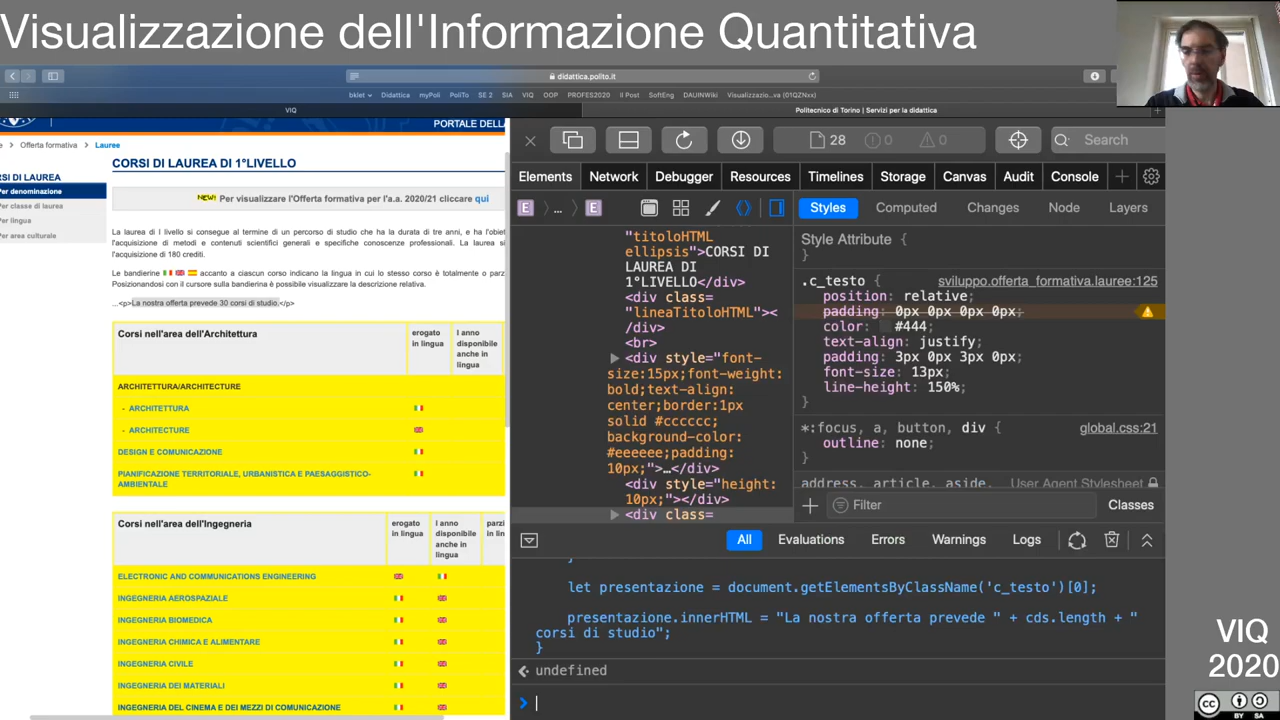 Visualizzazione dell'Informazione Quantitativa
didattica.polito.it
bklet Didattica myPoli PoliTo SE 2 SIA VIQ OOP PROFES2020 Il Post SoftEng DAUINWiki Visualizzazio...va (01QZNxx)
VIQ
Politecnico di Torino | Servizi per la didattica
PORTALE DELLA
e > Offerta formativa > Lauree
RSI DI LAUREA
Per denominazione
Per classe di laurea
Per lingua
Per area culturale
CORSI DI LAUREA DI 1°LIVELLO
NEW! Per visualizzare l'Offerta formativa per l'a.a. 2020/21 cliccare qui
La laurea di I livello si consegue al termine di un percorso di studio che ha la durata di tre anni, e ha l'obiet
l'acquisizione di metodi e contenuti scientifici generali e specifiche conoscenze professionali. La laurea si
acquisizione di 180 crediti.
Le bandierine accanto a ciascun corso indicano la lingua in cui lo stesso corso è totalmente o parz
Posizionandosi con il cursore sulla bandierina è possibile visualizzare la descrizione relativa.
...<p>La nostra offerta prevede 30 corsi di studio.</p>
Corsi nell'area dell'Architettura
erogato
in lingua
I anno
disponibile
anche in
lingua
ARCHITETTURA/ARCHITECTURE
- ARCHITETTURA
- ARCHITECTURE
DESIGN E COMUNICAZIONE
PIANIFICAZIONE TERRITORIALE, URBANISTICA E PAESAGGISTICO-
AMBIENTALE
Corsi nell'area dell'Ingegneria
erogato
in lingua
I anno
disponibile
anche in
lingua
parzi
in lin
ELECTRONIC AND COMMUNICATIONS ENGINEERING
INGEGNERIA AEROSPAZIALE
INGEGNERIA BIOMEDICA
INGEGNERIA CHIMICA E ALIMENTARE
INGEGNERIA CIVILE
INGEGNERIA DEI MATERIALI
INGEGNERIA DEL CINEMA E DEI MEZZI DI COMUNICAZIONE
28 0 0 Search
Elements Network Debugger Resources Timelines Storage Canvas Audit Console
E ... E
Styles Computed Changes Node Layers
"titoloHTML
ellipsis">CORSI DI
LAUREA DI
1°LIVELLO</div>
<div class=
"lineaTitoloHTML"><
/div>
<br>
<div style="font-
size:15px;font-weight:
bold;text-align:
center;border:1px
solid #cccccc;
background-color:
#eeeeee;padding:
10px;">…</div>
<div style="height:
10px;"></div>
<div class=
Style Attribute {
}
.c_testo { sviluppo.offerta_formativa.lauree:125
position: relative;
padding: 0px 0px 0px 0px;
color: #444;
text-align: justify;
padding: 3px 0px 3px 0px;
font-size: 13px;
line-height: 150%;
}
*:focus, a, button, div { global.css:21
outline: none;
}
address, article, aside, User Agent Stylesheet
Filter Classes
All Evaluations Errors Warnings Logs
}
let presentazione = document.getElementsByClassName('c_testo')[0];
presentazione.innerHTML = "La nostra offerta prevede " + cds.length + "
corsi di studio";
}
undefined
VIQ
2020
cc BY SA